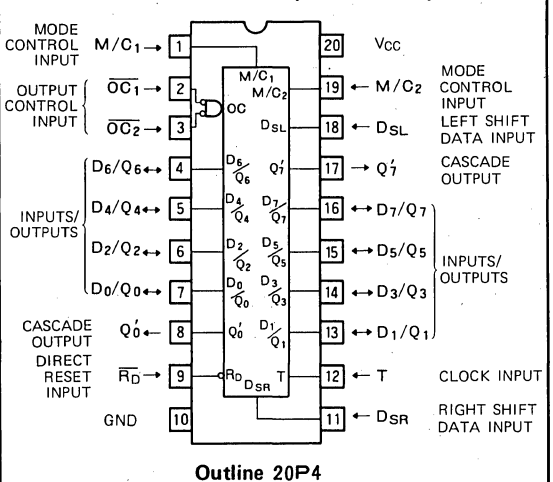 MODE
CONTROL
INPUT
M/C1→
1
OUTPUT
CONTROL
INPUT
OC1→
2
OC2→
3
INPUTS/
OUTPUTS
D6/Q6↔
4
D4/Q4↔
5
D2/Q2↔
6
D0/Q0↔
7
CASCADE
OUTPUT
Q0′←
8
DIRECT
RESET
INPUT
RD→
9
GND
10
M/C1
M/C2
OC
DSL
D6/Q6
Q7′
D4/Q4
D7/Q7
D2/Q2
D5/Q5
D0/Q0
D3/Q3
Q0′
D1/Q1
RD
DSR
T
20
VCC
19
←M/C2
MODE
CONTROL
INPUT
18
←DSL
LEFT SHIFT
DATA INPUT
17
→Q7′
CASCADE
OUTPUT
16
↔D7/Q7
15
↔D5/Q5
14
↔D3/Q3
13
↔D1/Q1
INPUTS/
OUTPUTS
12
←T
CLOCK INPUT
11
←DSR
RIGHT SHIFT
DATA INPUT
Outline 20P4